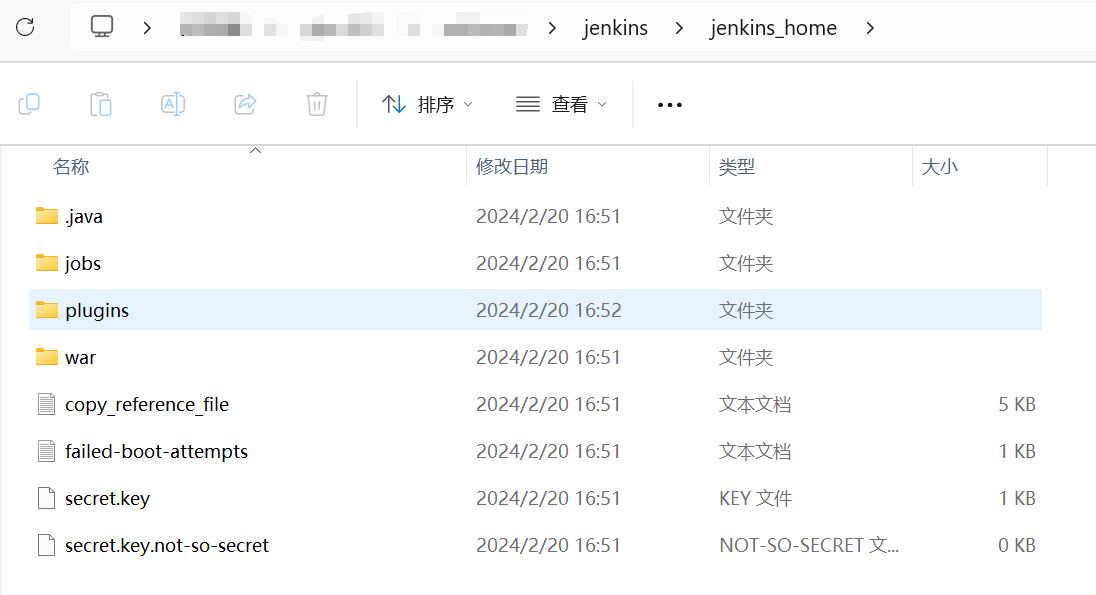 jenkins jenkins_home
排序 查看
名称 修改日期 类型 大小
.java 2024/2/20 16:51 文件夹
jobs 2024/2/20 16:51 文件夹
plugins 2024/2/20 16:52 文件夹
war 2024/2/20 16:51 文件夹
copy_reference_file 2024/2/20 16:51 文本文档 5 KB
failed-boot-attempts 2024/2/20 16:51 文本文档 1 KB
secret.key 2024/2/20 16:51 KEY 文件 1 KB
secret.key.not-so-secret 2024/2/20 16:51 NOT-SO-SECRET 文... 0 KB